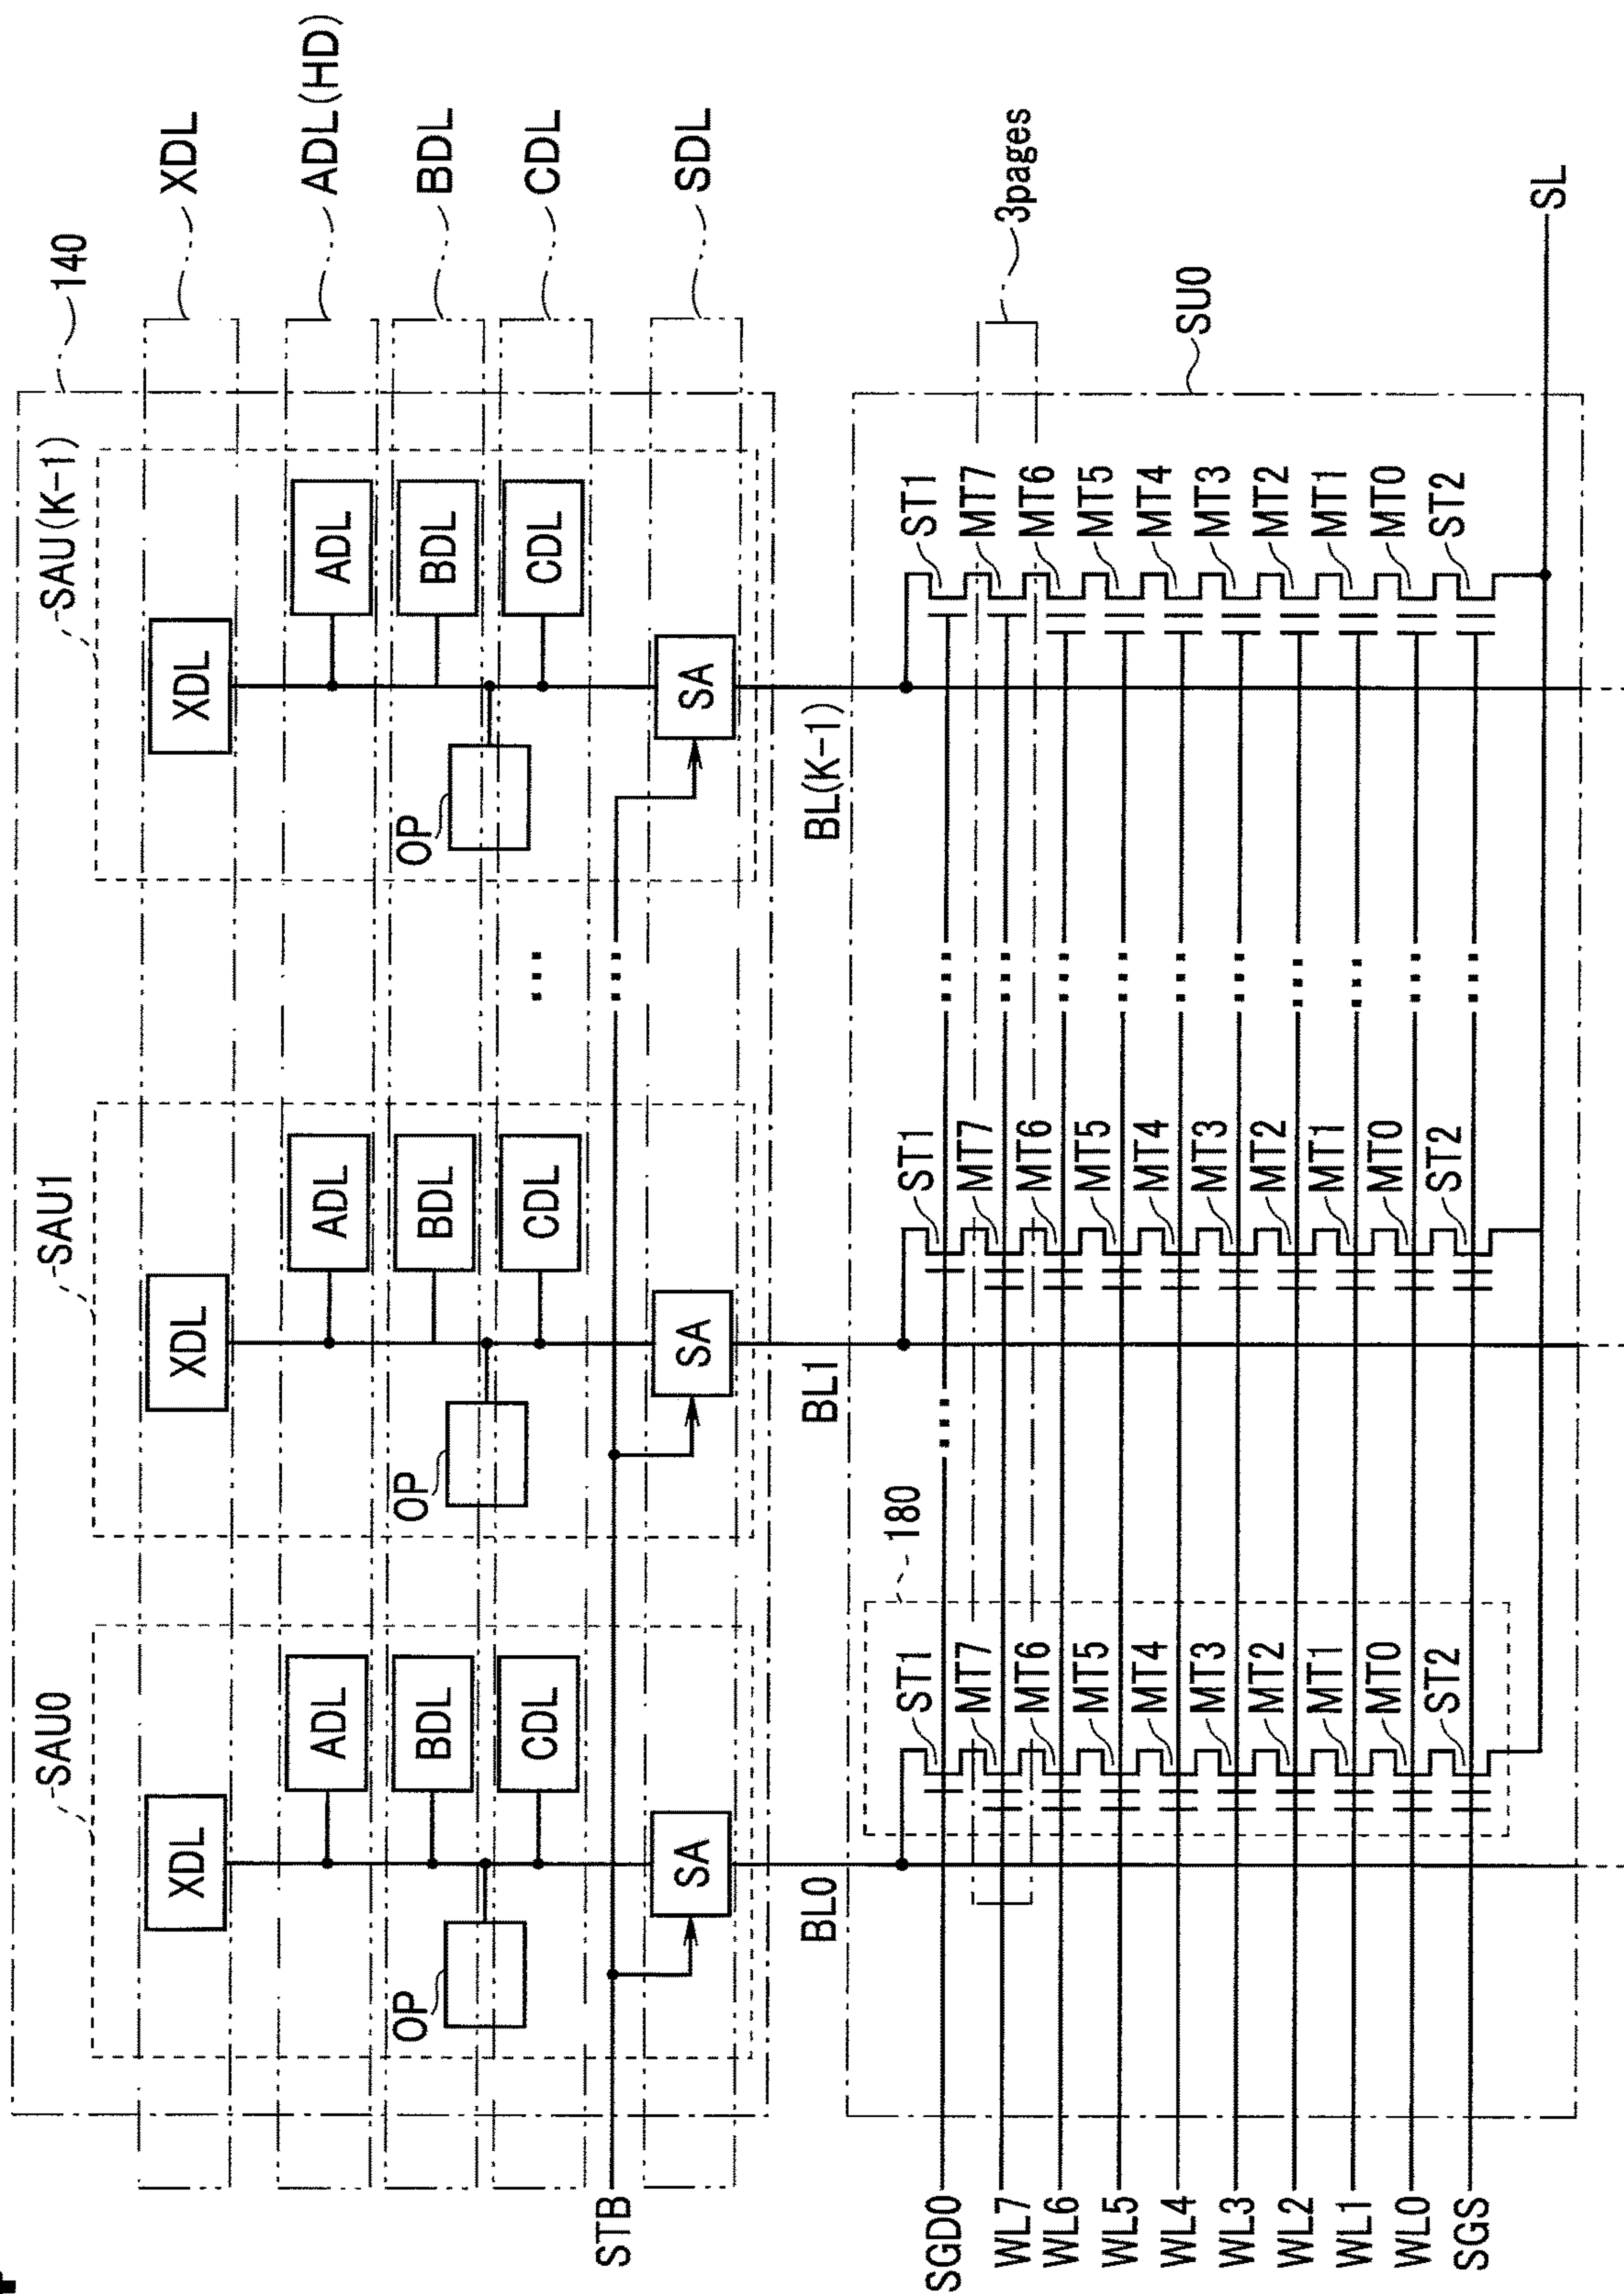 140
XDL
ADL(HD)
BDL
CDL
SDL
SAU0
SAU1
SAU(K-1)
XDL
XDL
XDL
ADL
ADL
ADL
BDL
BDL
BDL
CDL
CDL
CDL
OP
OP
OP
...
STB
...
SA
SA
SA
BL0
BL1
BL(K-1)
180
SU0
3pages
SGD0
WL7
WL6
WL5
WL4
WL3
WL2
WL1
WL0
SGS
ST1
MT7
MT6
MT5
MT4
MT3
MT2
MT1
MT0
ST2
ST1
MT7
MT6
MT5
MT4
MT3
MT2
MT1
MT0
ST2
ST1
MT7
MT6
MT5
MT4
MT3
MT2
MT1
MT0
ST2
SL